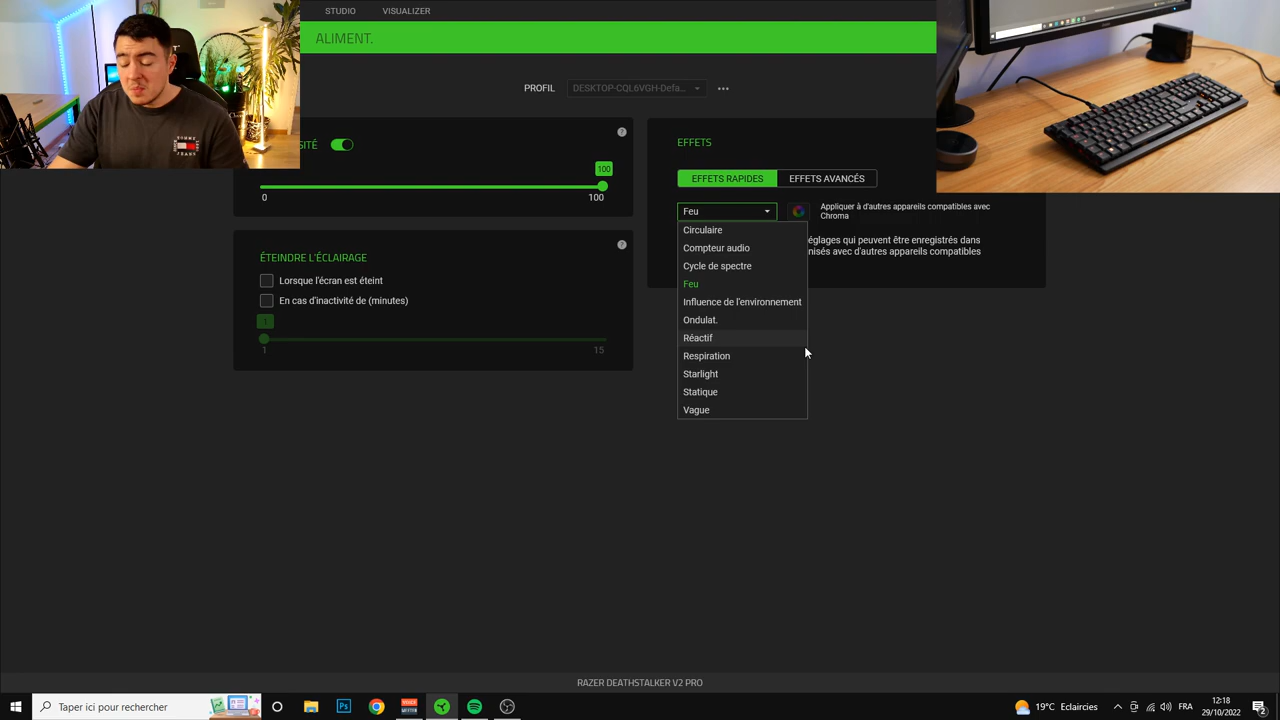 STUDIO
VISUALIZER
ALIMENT.
PROFIL
DESKTOP-CQL6VGH-Defa...
SITÉ
100
0
100
ÉTEINDRE L'ÉCLAIRAGE
Lorsque l'écran est éteint
En cas d'inactivité de (minutes)
1
1
15
EFFETS
EFFETS RAPIDES
EFFETS AVANCÉS
Feu
Appliquer à d'autres appareils compatibles avec
Chroma
Circulaire
Compteur audio
Cycle de spectre
Feu
Influence de l'environnement
Ondulat.
Réactif
Respiration
Starlight
Statique
Vague
églages qui peuvent être enregistrés dans
nisés avec d'autres appareils compatibles
RAZER DEATHSTALKER V2 PRO
Taper ici pour rechercher
19°C Eclaircies
FRA
12:18
29/10/2022
2